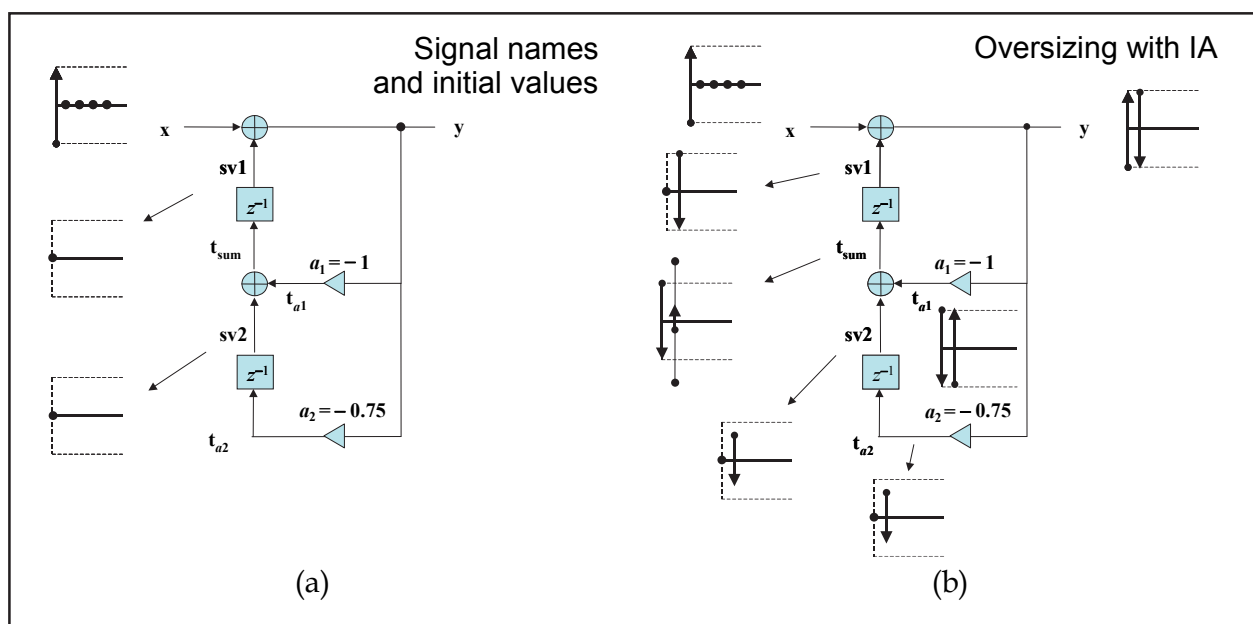 Signal names
and initial values
x
y
sv1
z⁻¹
t_sum
a₁ = − 1
t_a1
sv2
z⁻¹
a₂ = − 0.75
t_a2
(a)
Oversizing with IA
x
y
sv1
z⁻¹
t_sum
a₁ = − 1
t_a1
sv2
z⁻¹
a₂ = − 0.75
t_a2
(b)